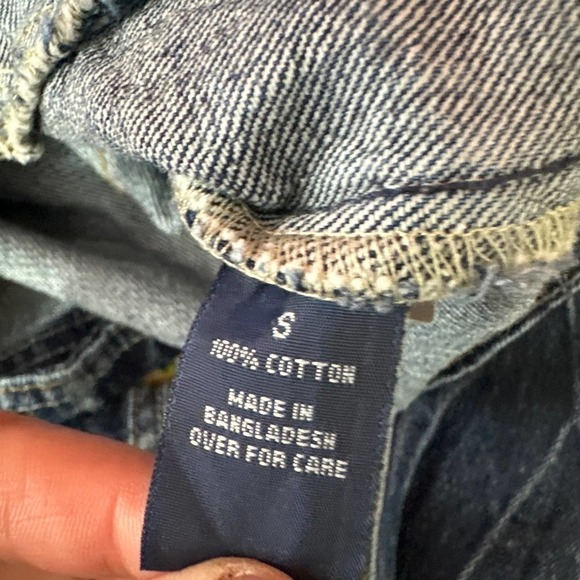 S
100% COTTON
MADE IN
BANGLADESH
OVER FOR CARE